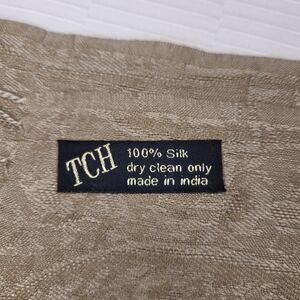 TCH
100% Silk
dry clean only
made in india